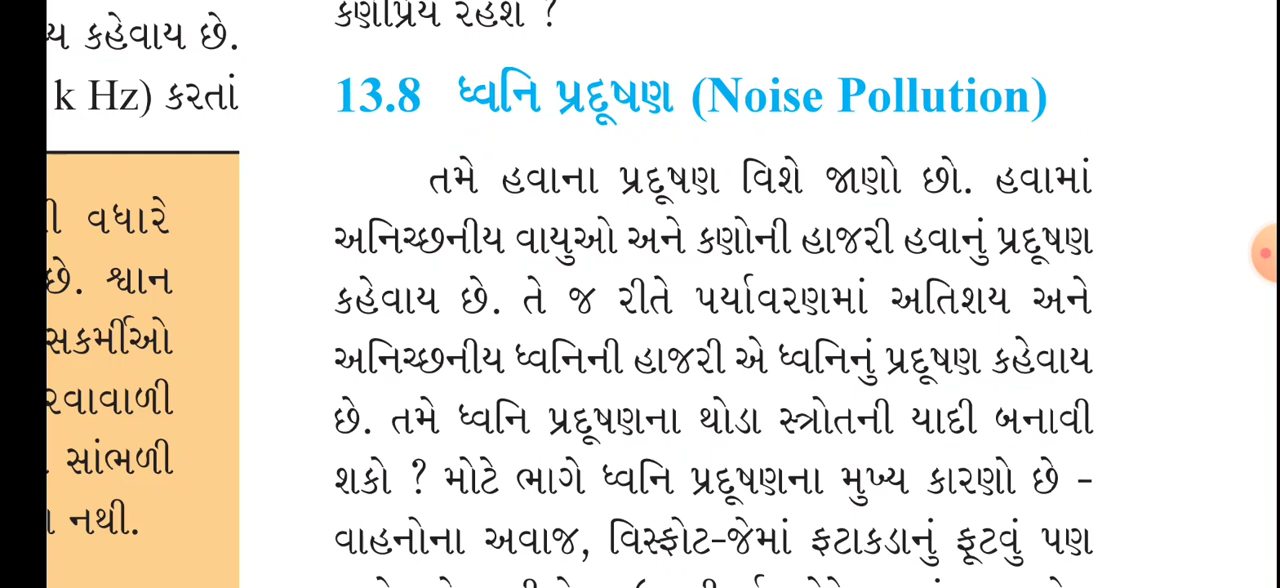 ય કહેવાય છે.
k Hz) કરતાં
વધારે
છે. શ્વાન
સકર્મીઓ
રવાવાળી
સાંભળી
નથી.
કર્ણપ્રિય રહેશે ?
13.8 ધ્વનિ પ્રદૂષણ (Noise Pollution)
તમે હવાના પ્રદૂષણ વિશે જાણો છો. હવામાં
અનિચ્છનીય વાયુઓ અને કણોની હાજરી હવાનું પ્રદૂષણ
કહેવાય છે. તે જ રીતે પર્યાવરણમાં અતિશય અને
અનિચ્છનીય ધ્વનિની હાજરી એ ધ્વનિનું પ્રદૂષણ કહેવાય
છે. તમે ધ્વનિ પ્રદૂષણના થોડા સ્ત્રોતની યાદી બનાવી
શકો ? મોટે ભાગે ધ્વનિ પ્રદૂષણના મુખ્ય કારણો છે -
વાહનોના અવાજ, વિસ્ફોટ-જેમાં ફટાકડાનું ફૂટવું પણ